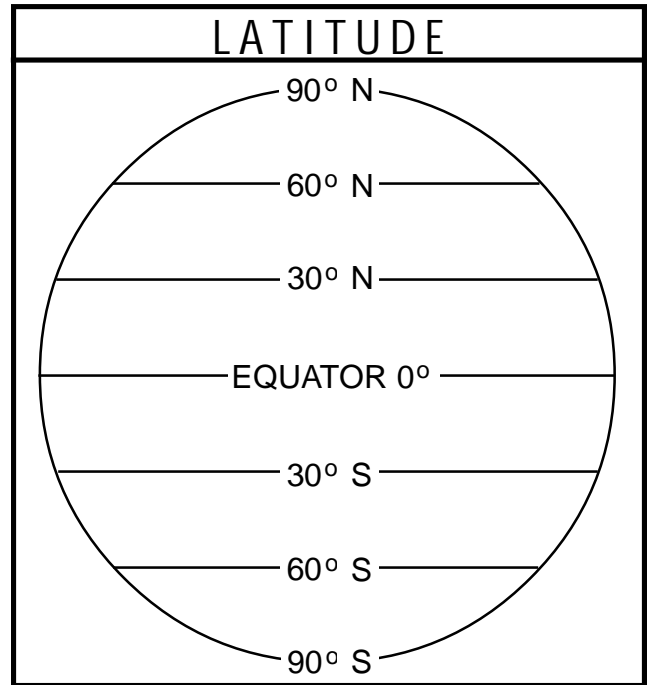 LATITUDE
90º N
60º N
30º N
EQUATOR 0º
30º S
60º S
90º S